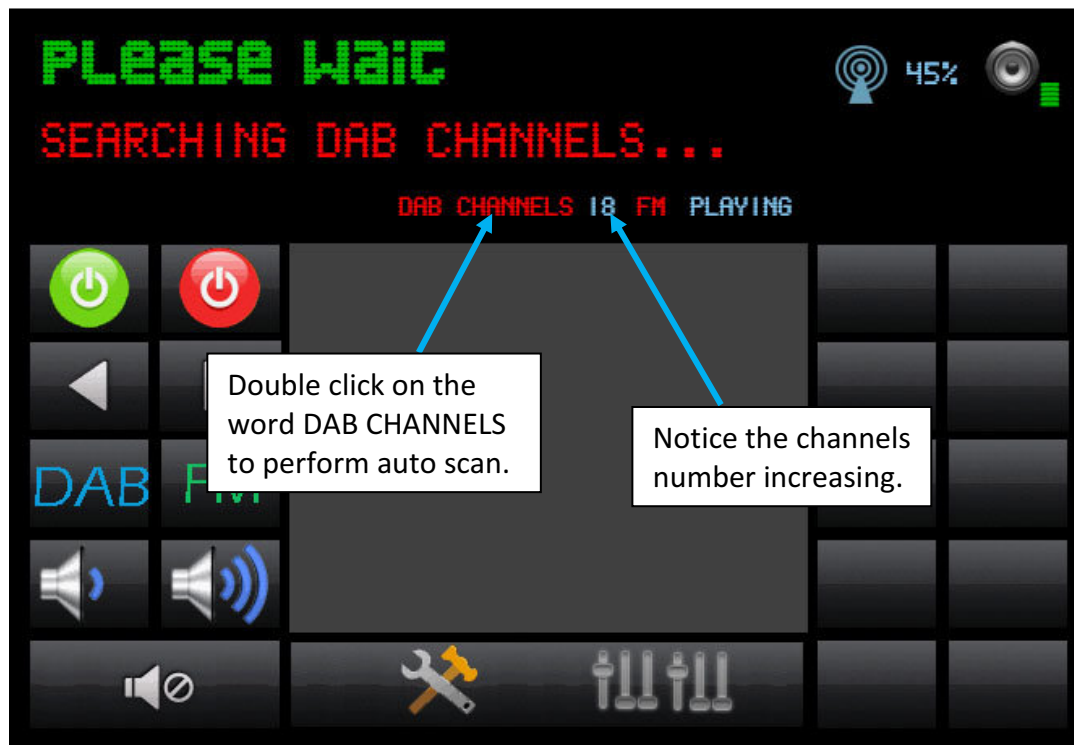 Please Wait
45%
SEARCHING DAB CHANNELS...
DAB CHANNELS 18 FM PLAYING
Double click on the
word DAB CHANNELS
to perform auto scan.
Notice the channels
number increasing.
DAB
FM